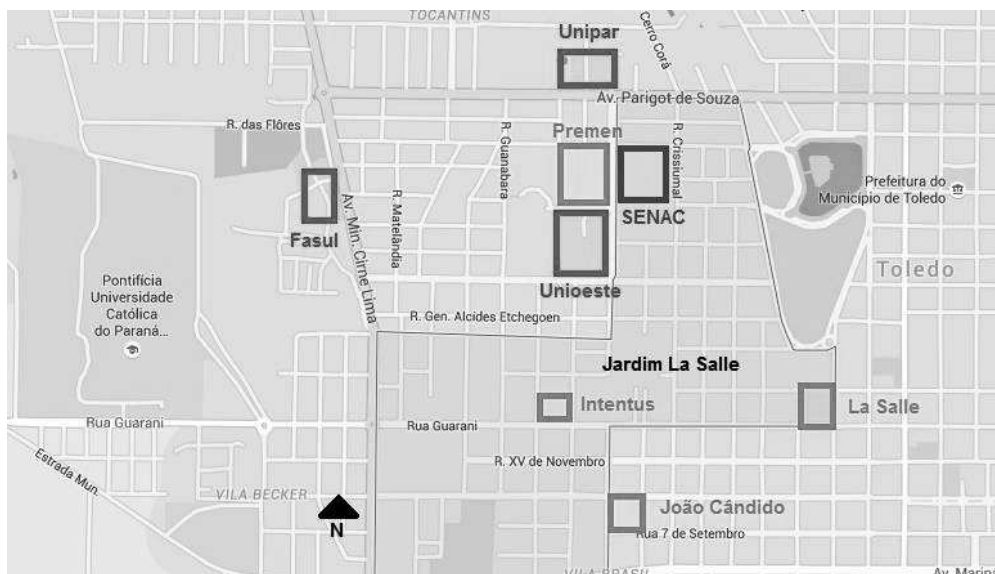 TOCANTINS
Cerro Corá
Unipar
Av. Parigot de Souza
R. das Flôres
Premen
R. Guanabara
R. Crissiumal
SENAC
Prefeitura do
Município de Toledo
Av. Min. Cirne Lima
R. Matelândia
Fasul
Toledo
Unioeste
Pontifícia
Universidade
Católica
do Paraná...
R. Gen. Alcides Etchegoen
Jardim La Salle
Intentus
La Salle
Rua Guarani
Rua Guarani
R. XV de Novembro
Estrada Mun.
VILA BECKER
João Cândido
N
Rua 7 de Setembro
VILA BRASIL